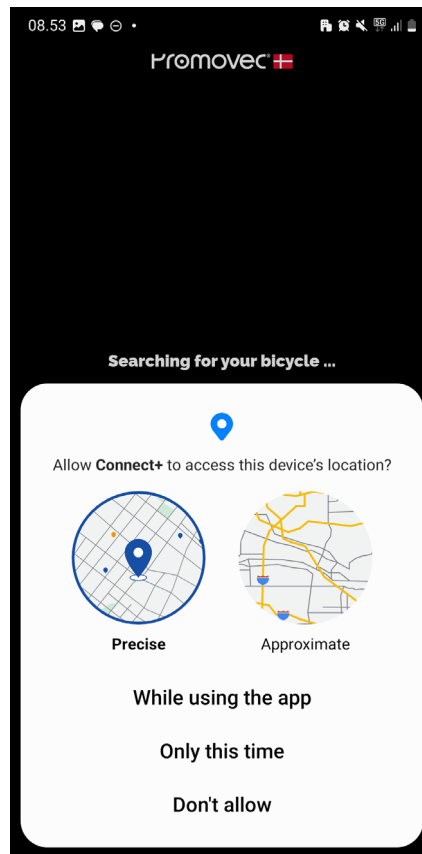 08.53
5G
Promovec
Searching for your bicycle ...
Allow Connect+ to access this device's location?
Precise
Approximate
While using the app
Only this time
Don't allow